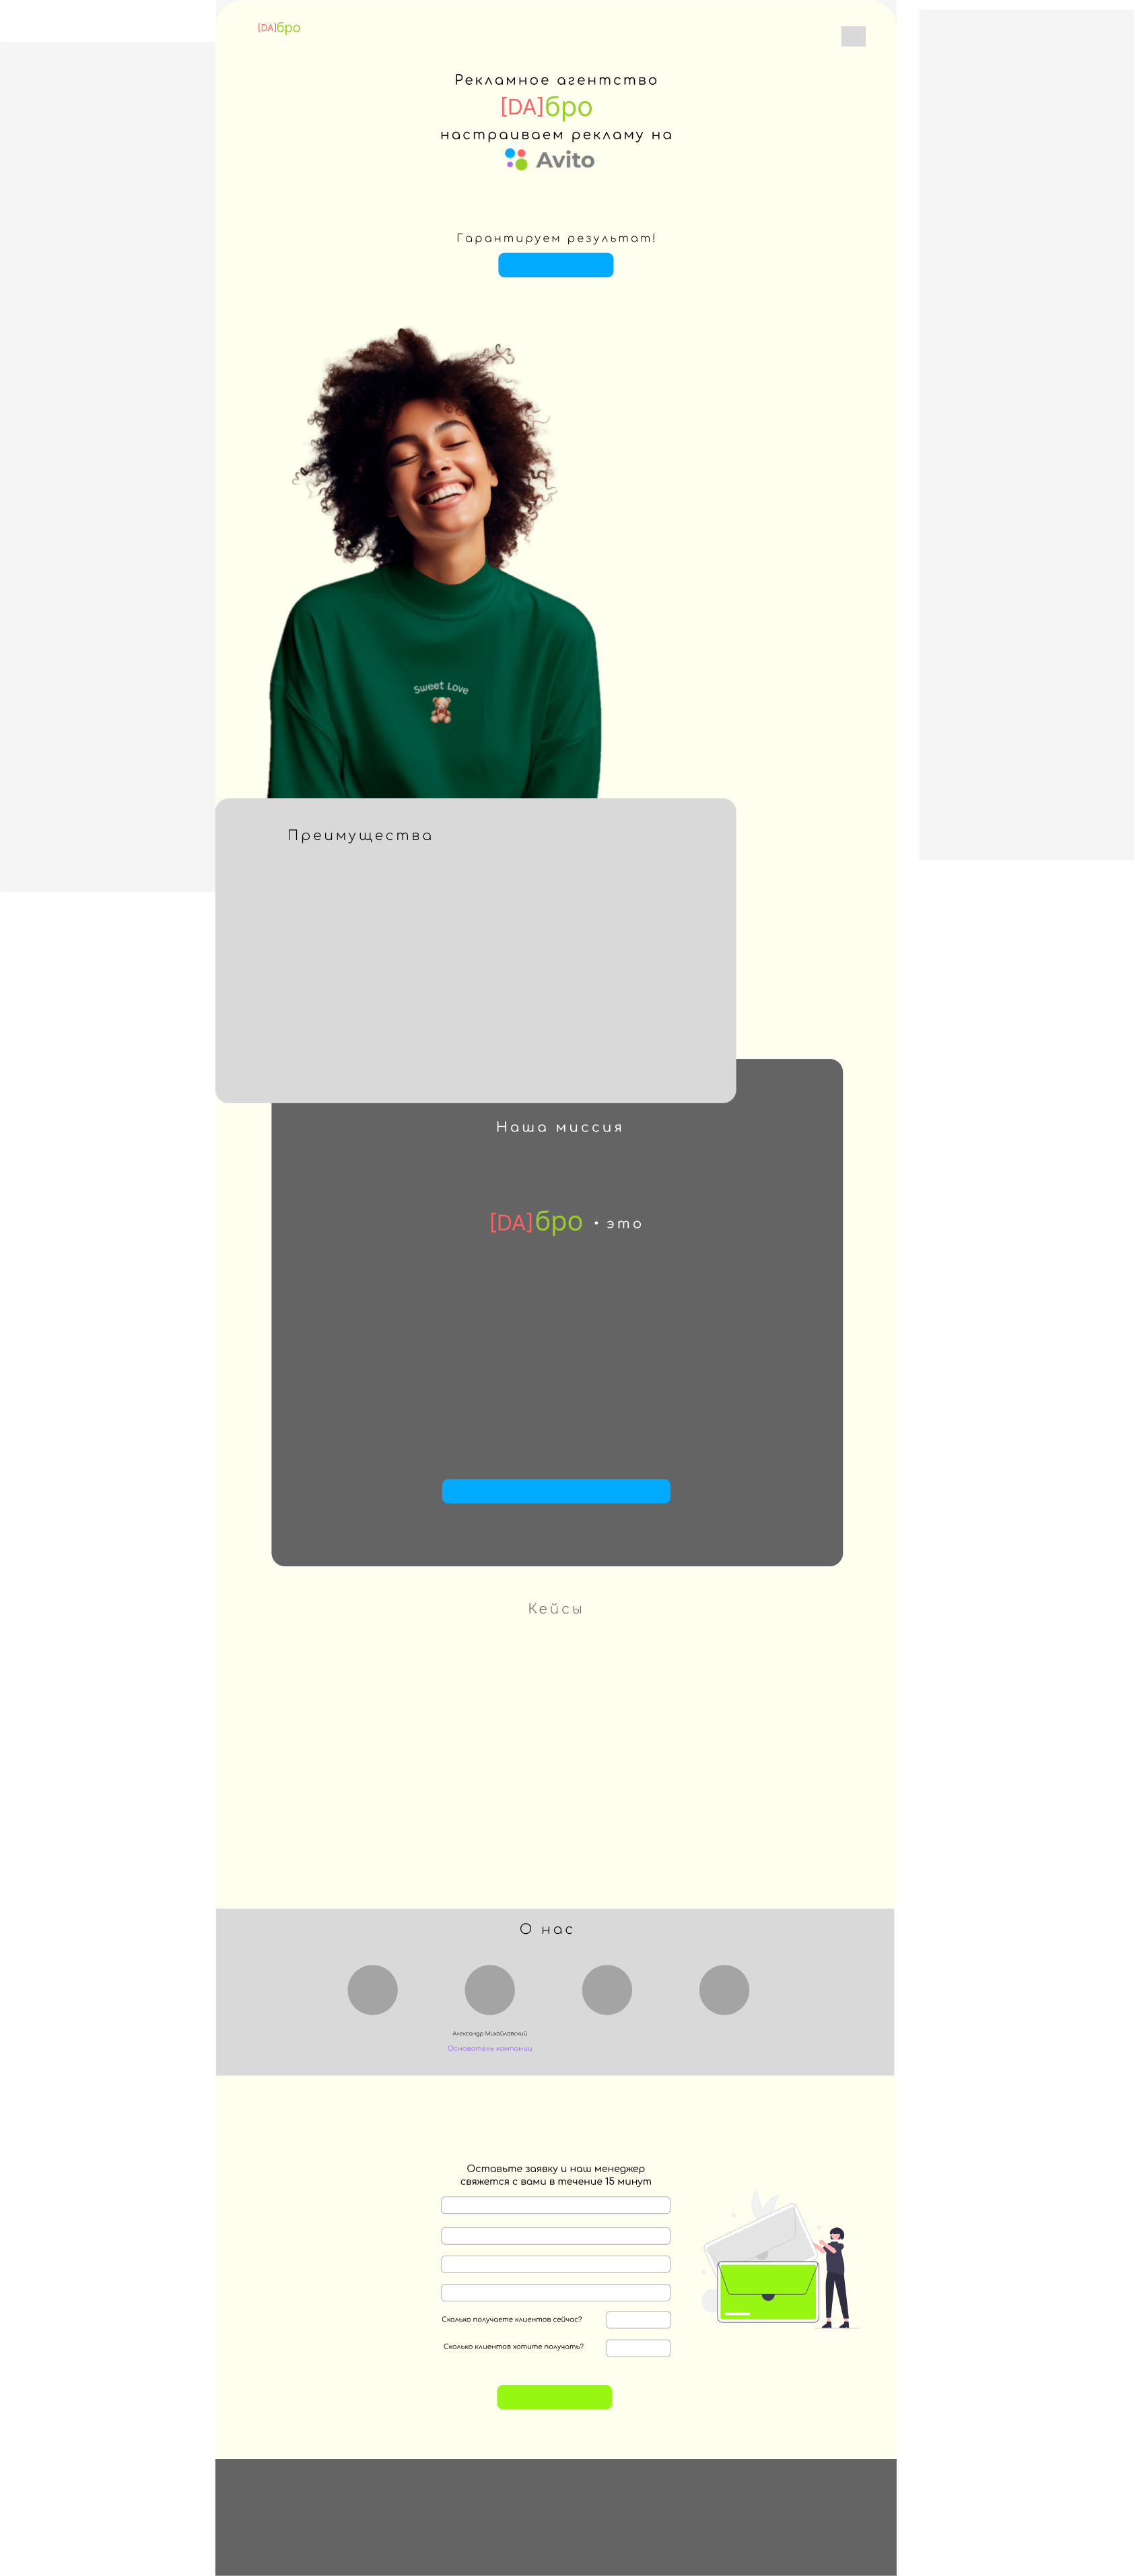 [DA]бро
Рекламное агентство
[DA]бро
настраиваем рекламу на
Avito
Гарантируем результат!
Sweet Love
Преимущества
Наша миссия
[DA]бро • это
Кейсы
О нас
Александр Михайловский
Основатель компании
Оставьте заявку и наш менеджер
свяжется с вами в течение 15 минут
Сколько получаете клиентов сейчас?
Сколько клиентов хотите получать?